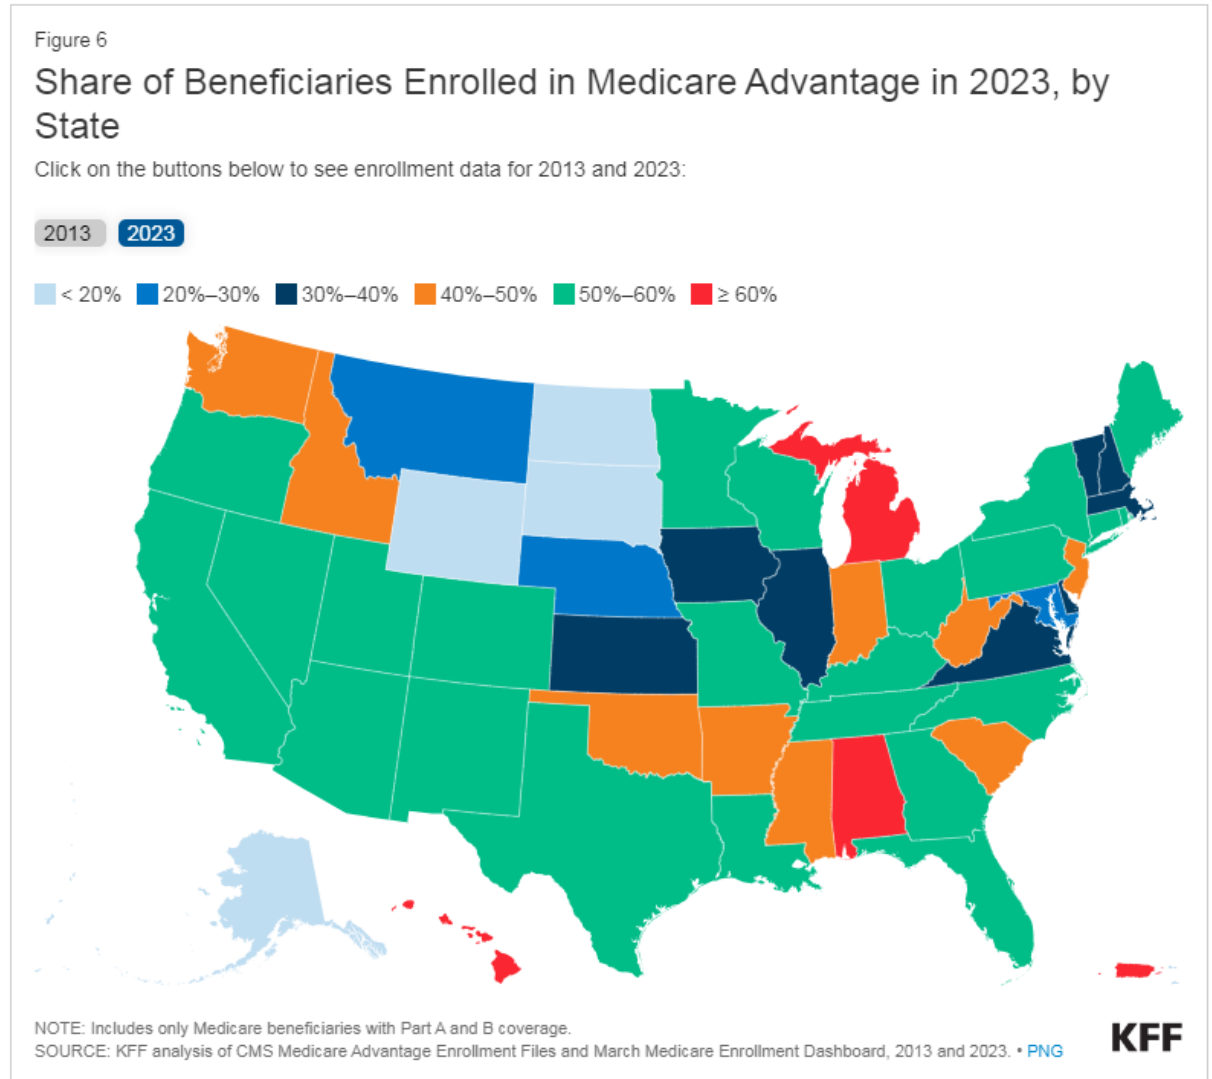 Figure 6
Share of Beneficiaries Enrolled in Medicare Advantage in 2023, by
State
Click on the buttons below to see enrollment data for 2013 and 2023:
2013 2023
< 20% 20%–30% 30%–40% 40%–50% 50%–60% ≥ 60%
NOTE: Includes only Medicare beneficiaries with Part A and B coverage.
SOURCE: KFF analysis of CMS Medicare Advantage Enrollment Files and March Medicare Enrollment Dashboard, 2013 and 2023. • PNG
KFF